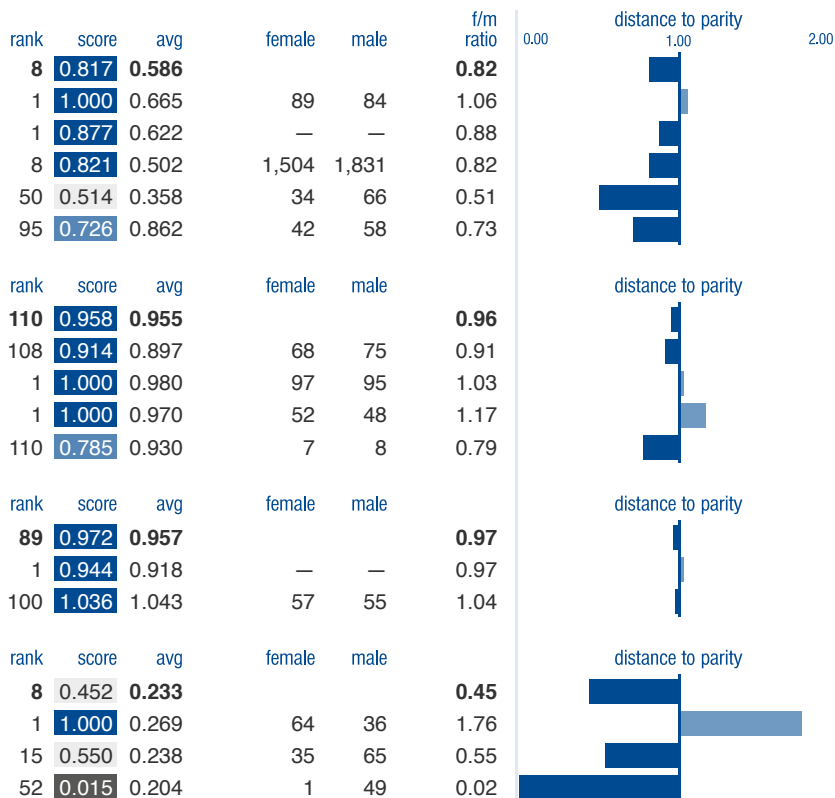 f/m distance to parity
rank score avg female male ratio 0.00 1.00 2.00
8 0.817 0.586 0.82
1 1.000 0.665 89 84 1.06
1 0.877 0.622 — — 0.88
8 0.821 0.502 1,504 1,831 0.82
50 0.514 0.358 34 66 0.51
95 0.726 0.862 42 58 0.73
rank score avg female male distance to parity
110 0.958 0.955 0.96
108 0.914 0.897 68 75 0.91
1 1.000 0.980 97 95 1.03
1 1.000 0.970 52 48 1.17
110 0.785 0.930 7 8 0.79
rank score avg female male distance to parity
89 0.972 0.957 0.97
1 0.944 0.918 — — 0.97
100 1.036 1.043 57 55 1.04
rank score avg female male distance to parity
8 0.452 0.233 0.45
1 1.000 0.269 64 36 1.76
15 0.550 0.238 35 65 0.55
52 0.015 0.204 1 49 0.02